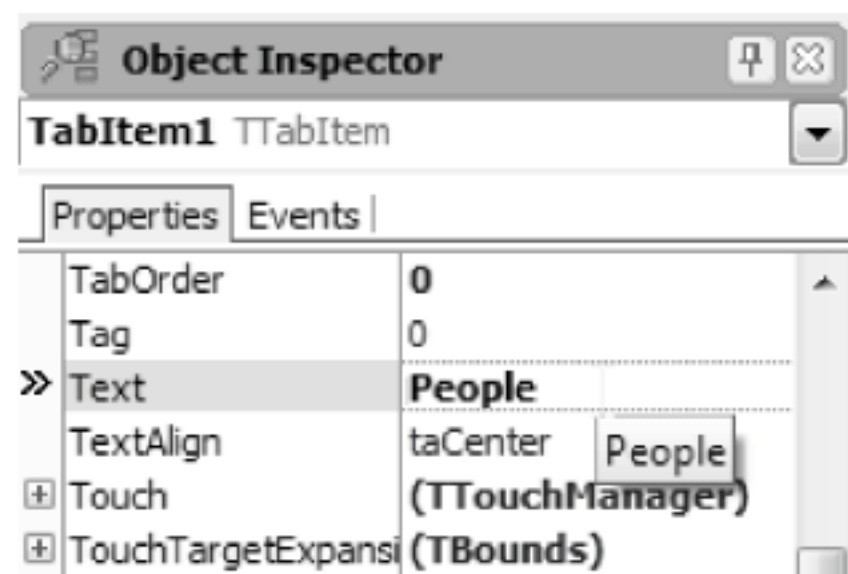 Object Inspector
TabItem1 TTabItem
Properties Events
TabOrder 0
Tag 0
Text People
TextAlign taCenter
People
Touch (TTouchManager)
TouchTargetExpansi (TBounds)